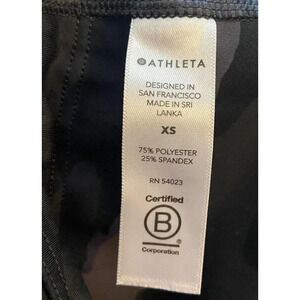 ATHLETA
DESIGNED IN
SAN FRANCISCO
MADE IN SRI
LANKA
XS
75% POLYESTER
25% SPANDEX
RN 54023
Certified
B
Corporation